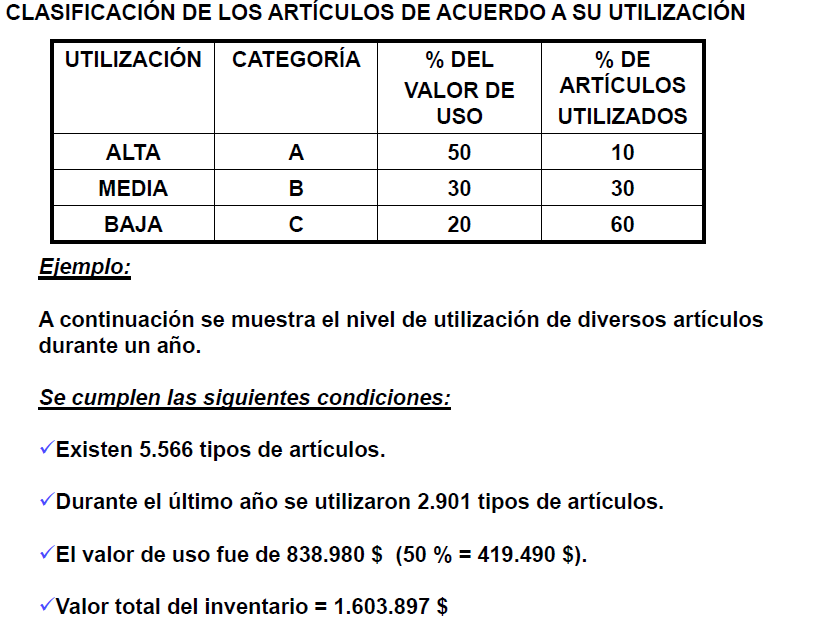 CLASIFICACIÓN DE LOS ARTÍCULOS DE ACUERDO A SU UTILIZACIÓN
UTILIZACIÓN CATEGORÍA % DEL VALOR DE USO % DE ARTÍCULOS UTILIZADOS
ALTA A 50 10
MEDIA B 30 30
BAJA C 20 60
Ejemplo:
A continuación se muestra el nivel de utilización de diversos artículos
durante un año.
Se cumplen las siguientes condiciones:
✓Existen 5.566 tipos de artículos.
✓Durante el último año se utilizaron 2.901 tipos de artículos.
✓El valor de uso fue de 838.980 $ (50 % = 419.490 $).
✓Valor total del inventario = 1.603.897 $